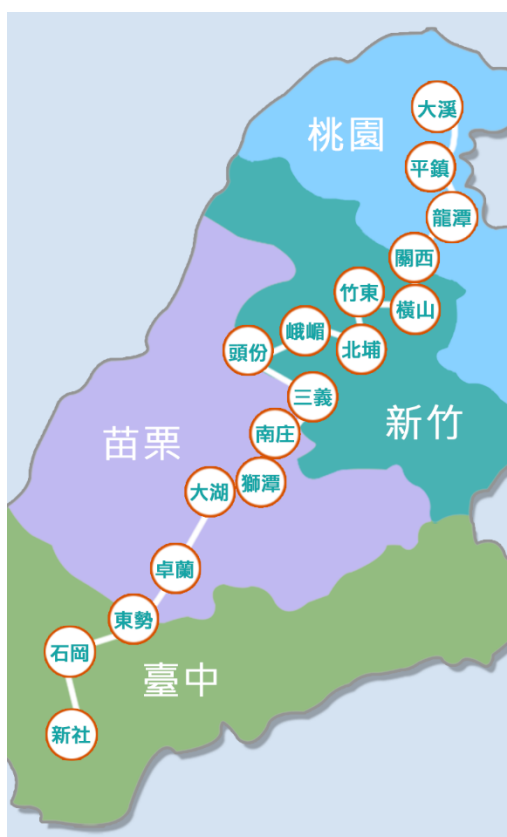 大溪
桃園
平鎮
龍潭
關西
竹東
橫山
峨嵋
頭份
北埔
三義
新竹
南庄
苗栗
獅潭
大湖
卓蘭
東勢
石岡
臺中
新社